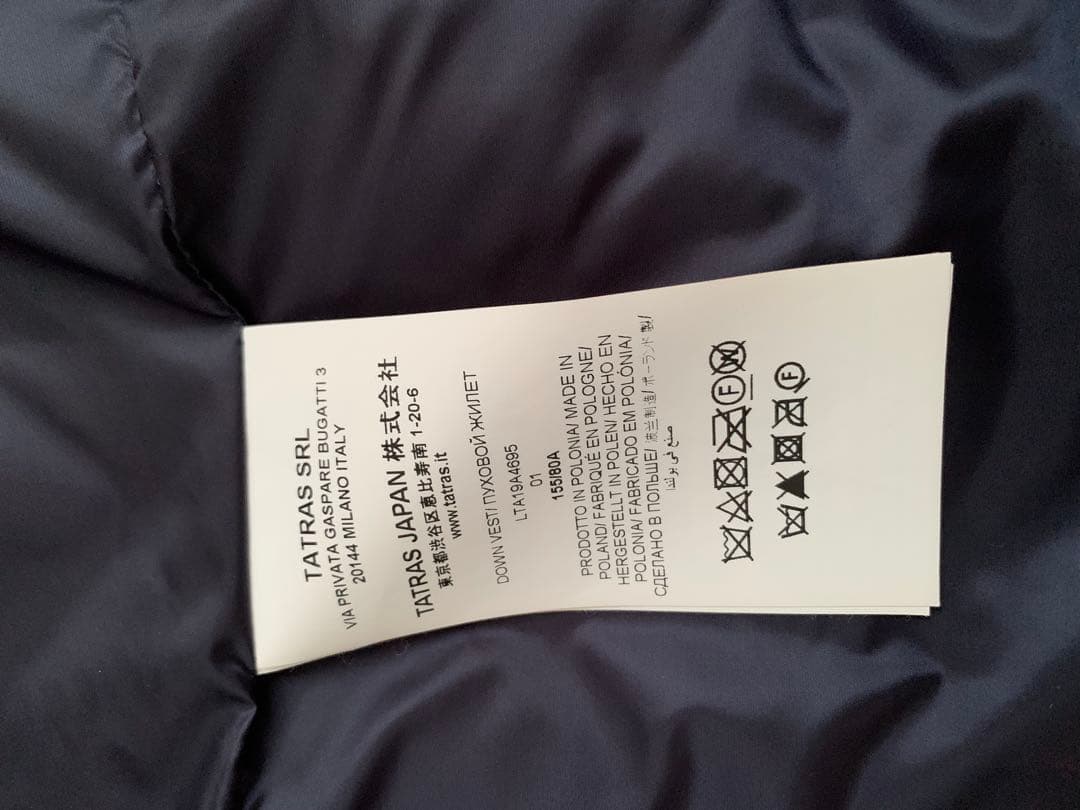 TATRAS SRL
VIA PRIVATA GASPARE BUGATTI 3
20144 MILANO ITALY
TATRAS JAPAN 株式会社
東京都渋谷区恵比寿南 1-20-6
www.tatras.it
DOWN VEST/ ПУХОВОЙ ЖИЛЕТ
LTA19A4695
01
155I80A
PRODOTTO IN POLONIA/ MADE IN
POLAND/ FABRIQUÉ EN POLOGNE/
HERGESTELLT IN POLEN/ HECHO EN
POLONIA/ FABRICADO EM POLÔNIA/
СДЕЛАНО В ПОЛЬШЕ/ 波兰制造/ ポーランド製/
صنع في بولندا
F W
F